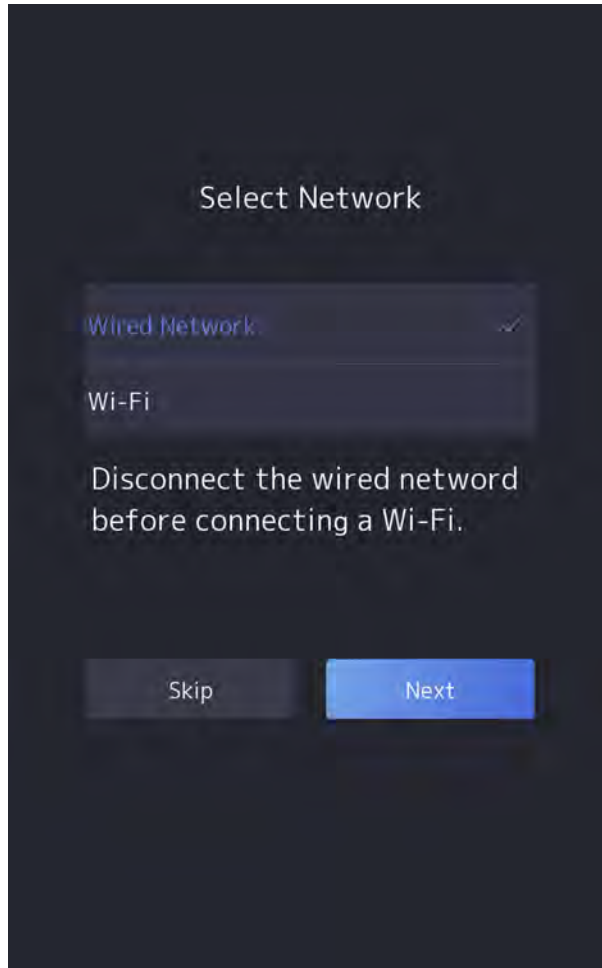 Select Network
Wired Network
Wi-Fi
Disconnect the wired netword
before connecting a Wi-Fi.
Skip
Next